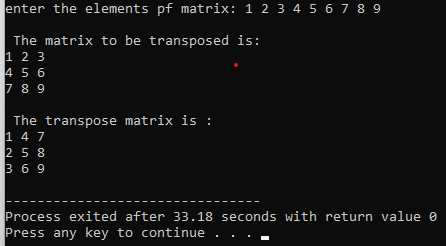 enter the elements pf matrix: 1 2 3 4 5 6 7 8 9
The matrix to be transposed is:
1 2 3
4 5 6
7 8 9
The transpose matrix is :
1 4 7
2 5 8
3 6 9
--------------------------------
Process exited after 33.18 seconds with return value 0
Press any key to continue . . .